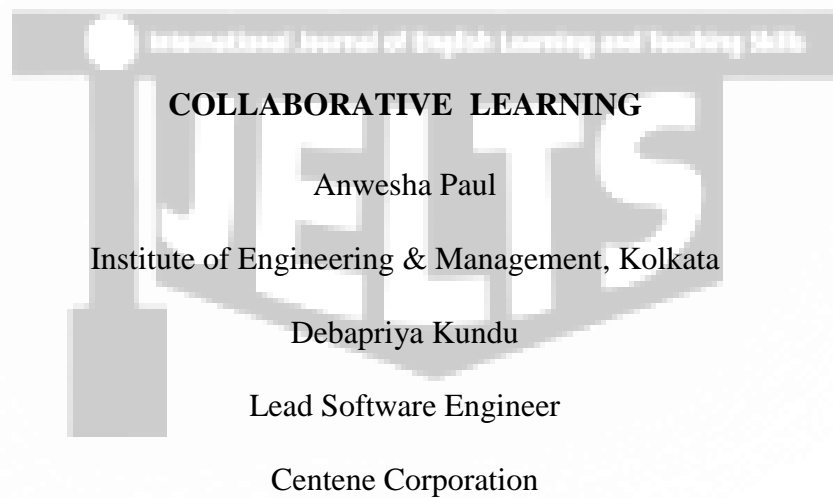 International Journal of English Learning and Teaching Skills
COLLABORATIVE LEARNING
IJELTS
Anwesha Paul
Institute of Engineering & Management, Kolkata
Debapriya Kundu
Lead Software Engineer
Centene Corporation